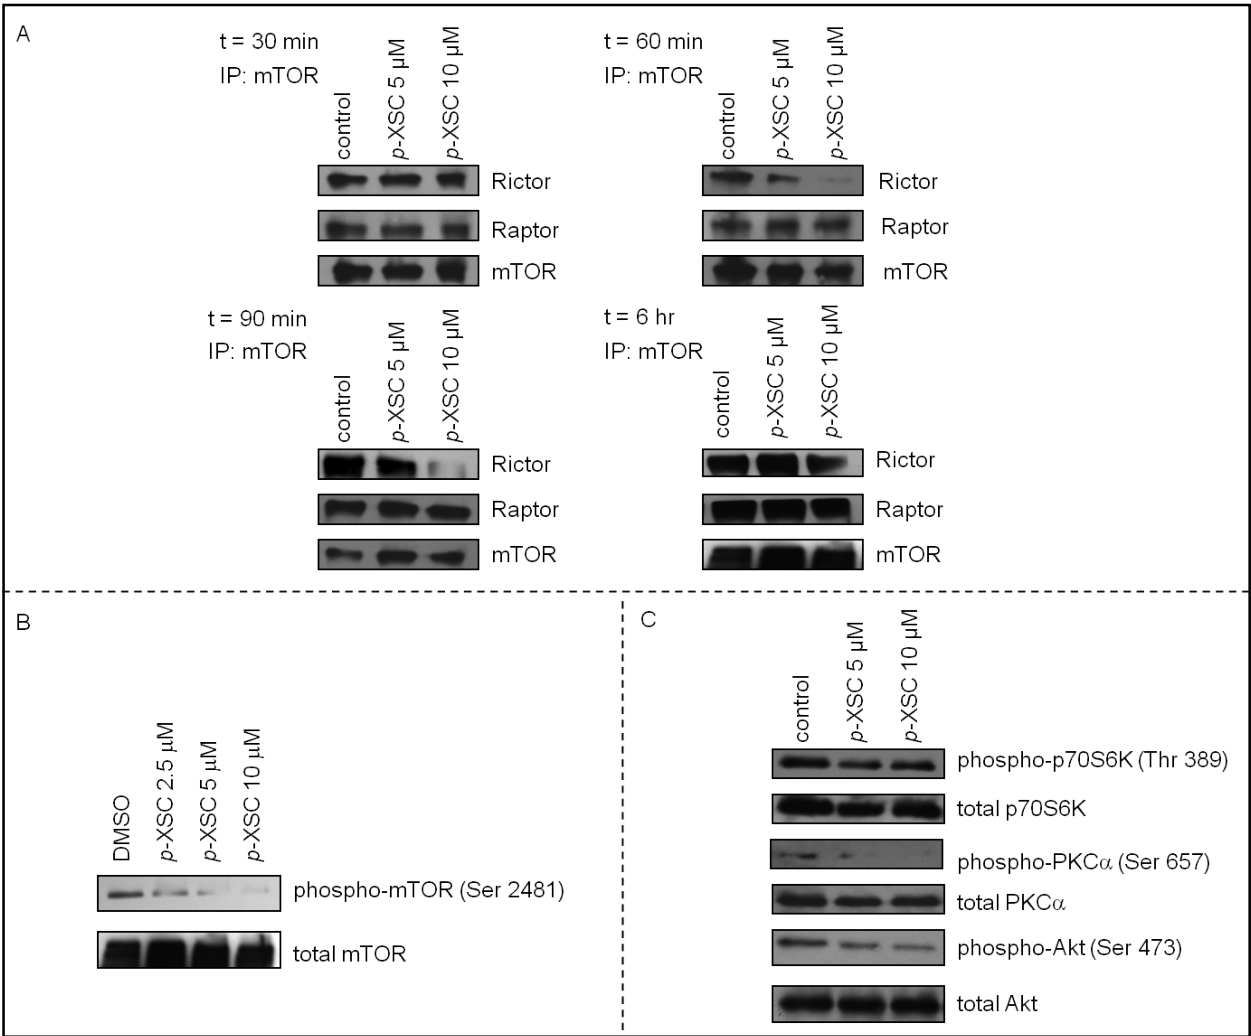 A
t = 30 min
IP: mTOR
control
p-XSC 5 μM
p-XSC 10 μM
Rictor
Raptor
mTOR
t = 60 min
IP: mTOR
control
p-XSC 5 μM
p-XSC 10 μM
Rictor
Raptor
mTOR
t = 90 min
IP: mTOR
control
p-XSC 5 μM
p-XSC 10 μM
Rictor
Raptor
mTOR
t = 6 hr
IP: mTOR
control
p-XSC 5 μM
p-XSC 10 μM
Rictor
Raptor
mTOR
B
DMSO
p-XSC 2.5 μM
p-XSC 5 μM
p-XSC 10 μM
phospho-mTOR (Ser 2481)
total mTOR
C
control
p-XSC 5 μM
p-XSC 10 μM
phospho-p70S6K (Thr 389)
total p70S6K
phospho-PKCα (Ser 657)
total PKCα
phospho-Akt (Ser 473)
total Akt